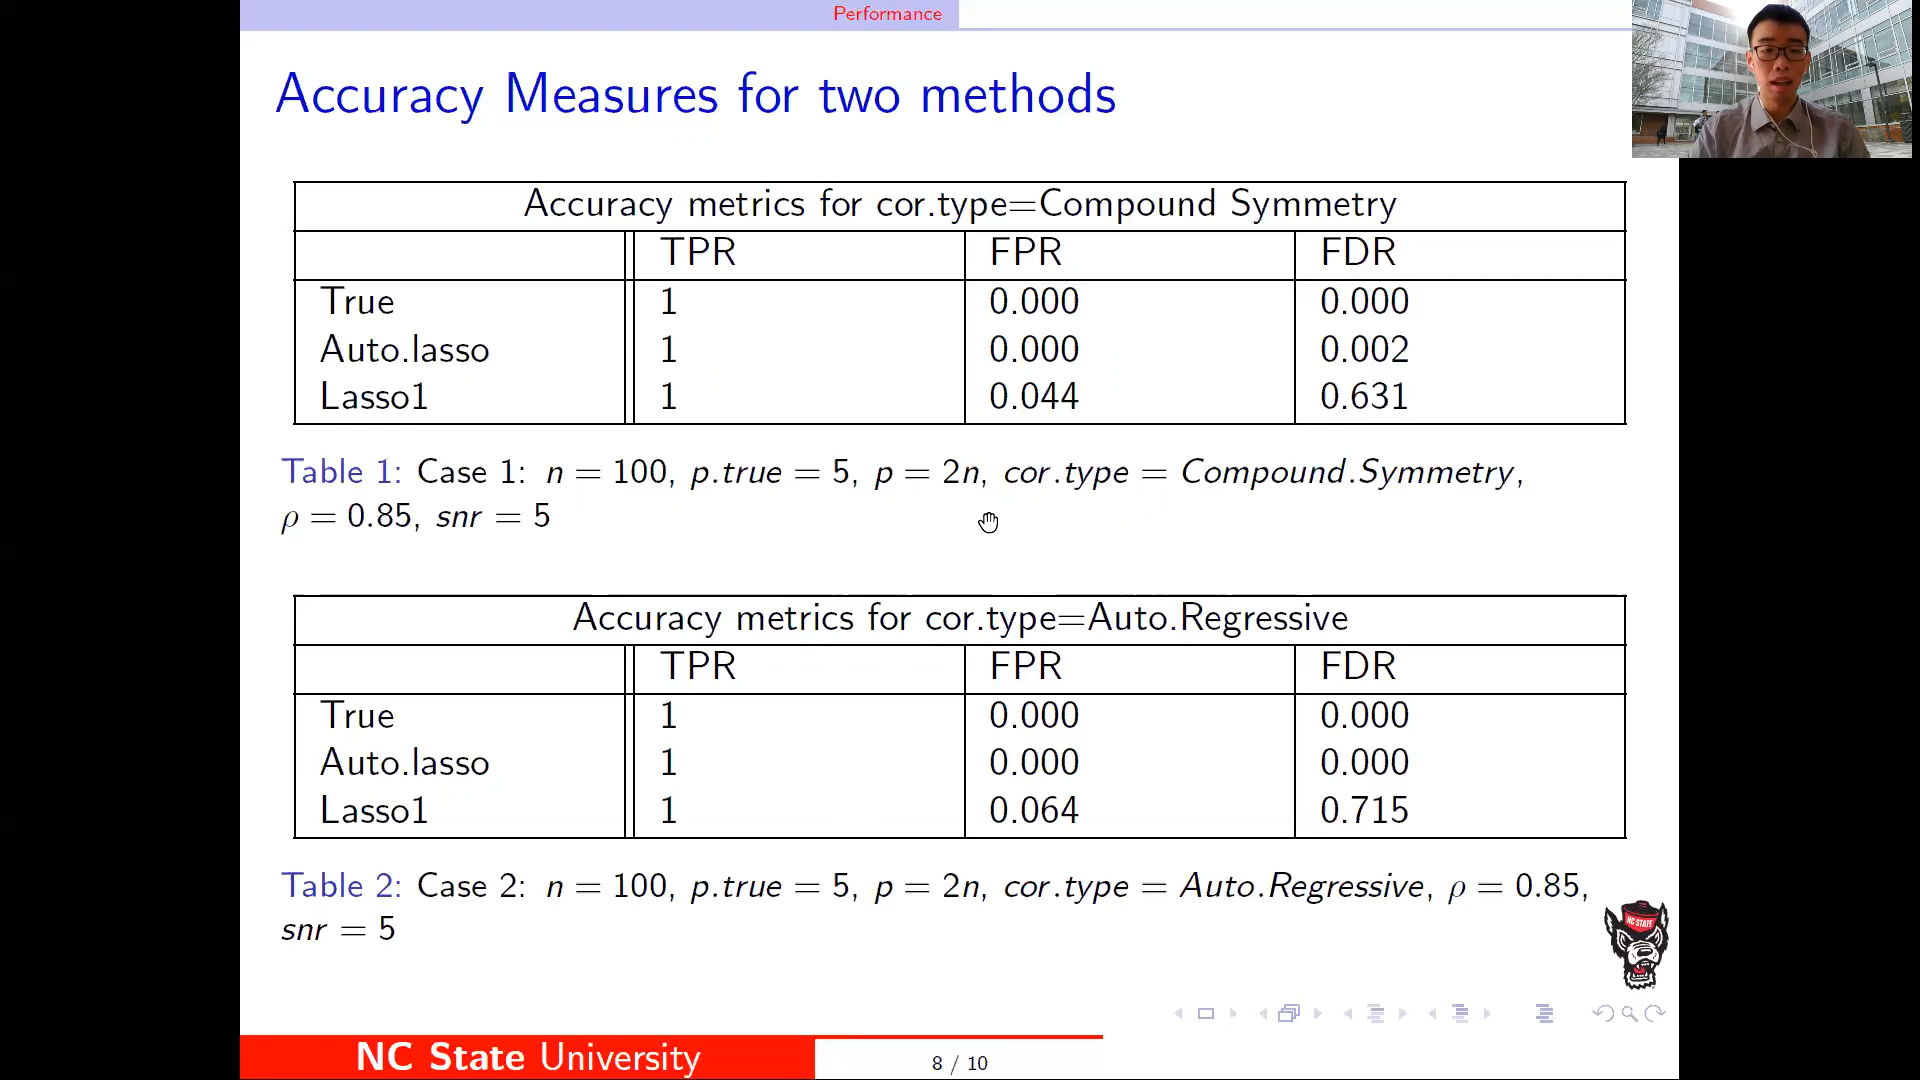 Performance
Accuracy Measures for two methods
Accuracy metrics for cor.type=Compound Symmetry
TPR FPR FDR
True 1 0.000 0.000
Auto.lasso 1 0.000 0.002
Lasso1 1 0.044 0.631
Table 1: Case 1: n = 100, p.true = 5, p = 2n, cor.type = Compound.Symmetry,
ρ = 0.85, snr = 5
Accuracy metrics for cor.type=Auto.Regressive
TPR FPR FDR
True 1 0.000 0.000
Auto.lasso 1 0.000 0.000
Lasso1 1 0.064 0.715
Table 2: Case 2: n = 100, p.true = 5, p = 2n, cor.type = Auto.Regressive, ρ = 0.85,
snr = 5
NC STATE
NC State University
8 / 10